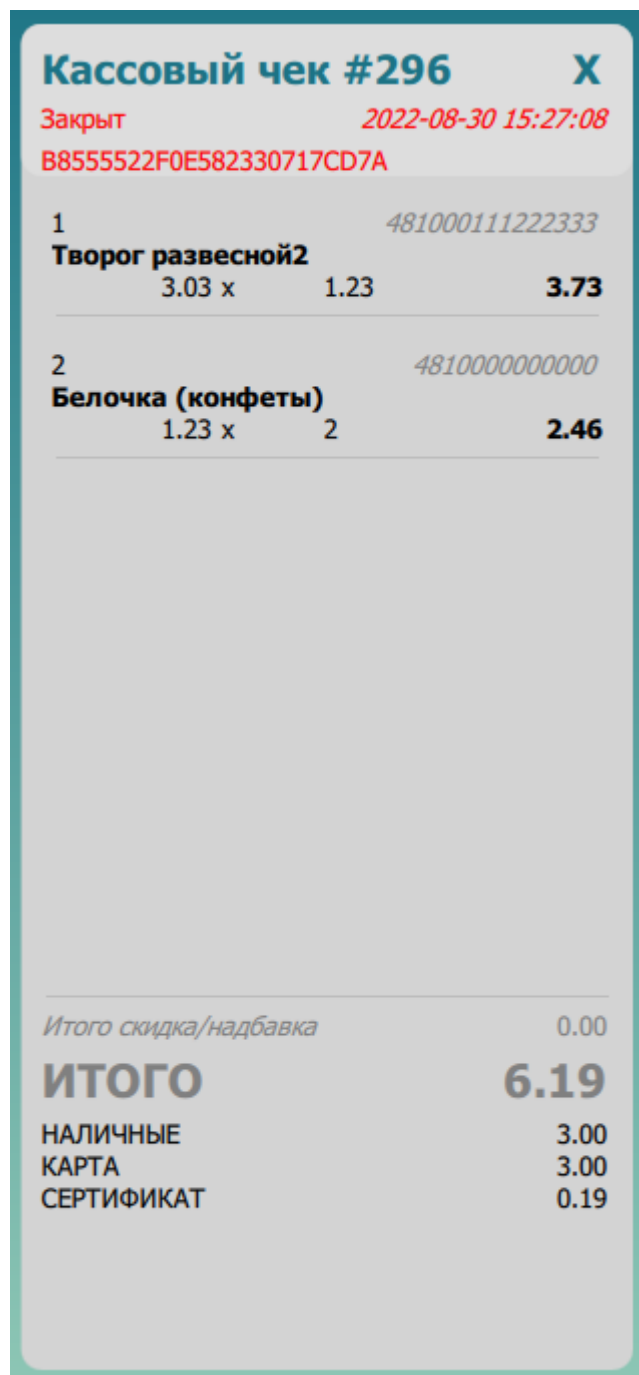 Кассовый чек #296 X
Закрыт 2022-08-30 15:27:08
B8555522F0E582330717CD7A
1 481000111222333
Творог развесной2
3.03 x 1.23 3.73
2 4810000000000
Белочка (конфеты)
1.23 x 2 2.46
Итого скидка/надбавка 0.00
ИТОГО 6.19
НАЛИЧНЫЕ 3.00
КАРТА 3.00
СЕРТИФИКАТ 0.19